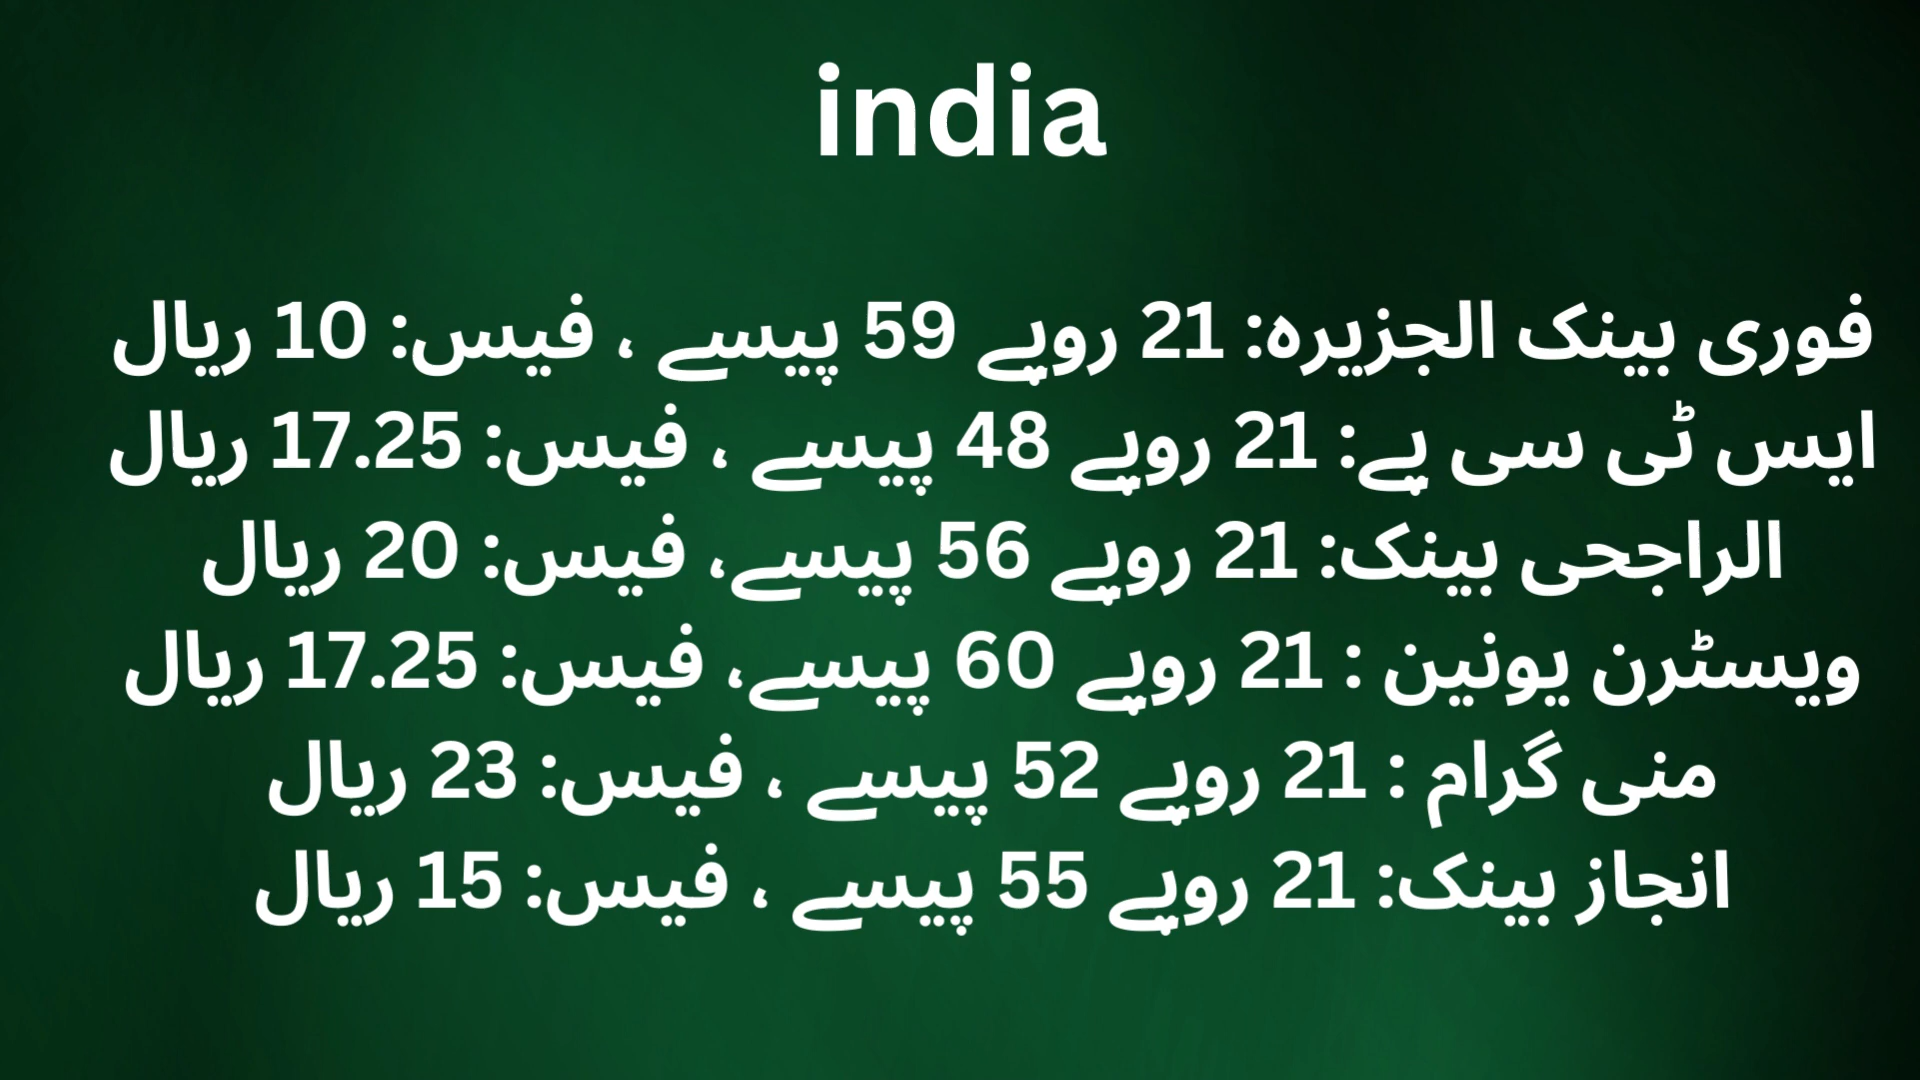 india
فوری بینک الجزیرہ: 21 روپے 59 پیسے ، فیس: 10 ریال
ایس ٹی سی پے: 21 روپے 48 پیسے ، فیس: 17.25 ریال
الراجحی بینک: 21 روپے 56 پیسے، فیس: 20 ریال
ویسٹرن یونین : 21 روپے 60 پیسے، فیس: 17.25 ریال
منی گرام : 21 روپے 52 پیسے ، فیس: 23 ریال
انجاز بینک: 21 روپے 55 پیسے ، فیس: 15 ریال